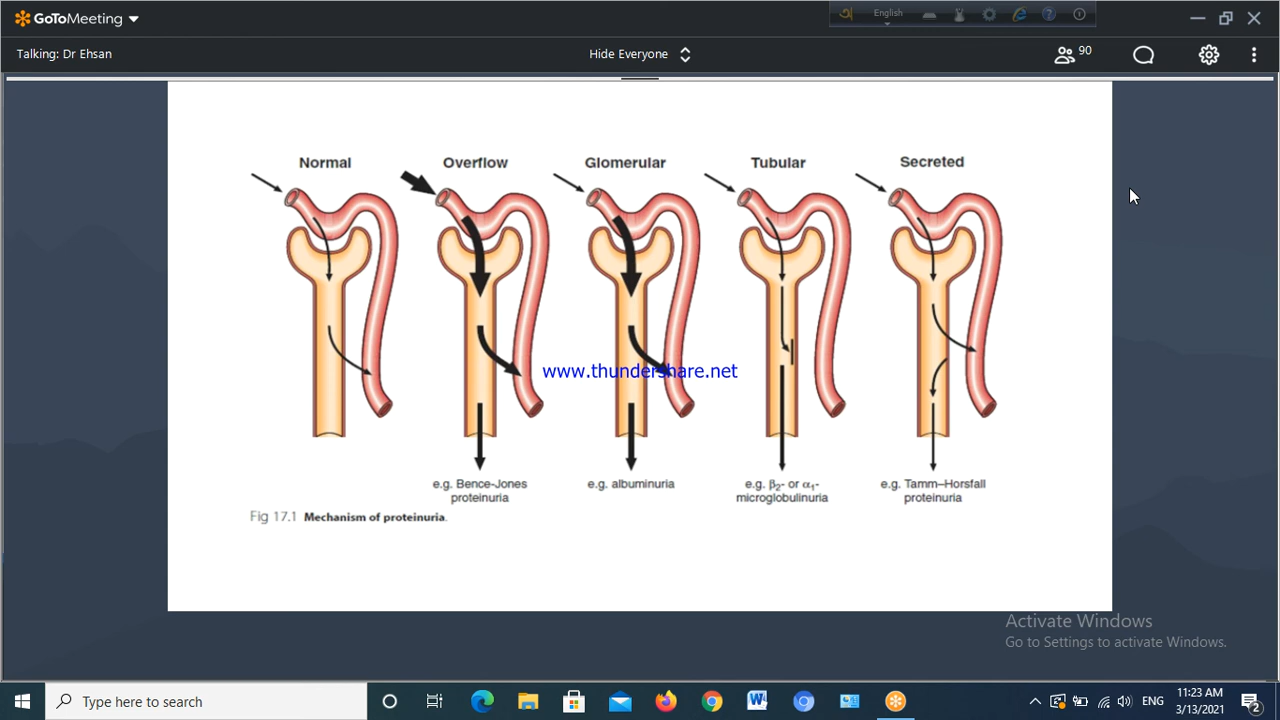 GoToMeeting
English
Talking: Dr Ehsan
Hide Everyone
90
Normal
Overflow
Glomerular
Tubular
Secreted
www.thundershare.net
e.g. Bence-Jones
proteinuria
e.g. albuminuria
e.g. β₂- or α₁-
microglobulinuria
e.g. Tamm–Horsfall
proteinuria
Fig 17.1 Mechanism of proteinuria.
Activate Windows
Go to Settings to activate Windows.
Type here to search
ENG
11:23 AM
3/13/2021
2